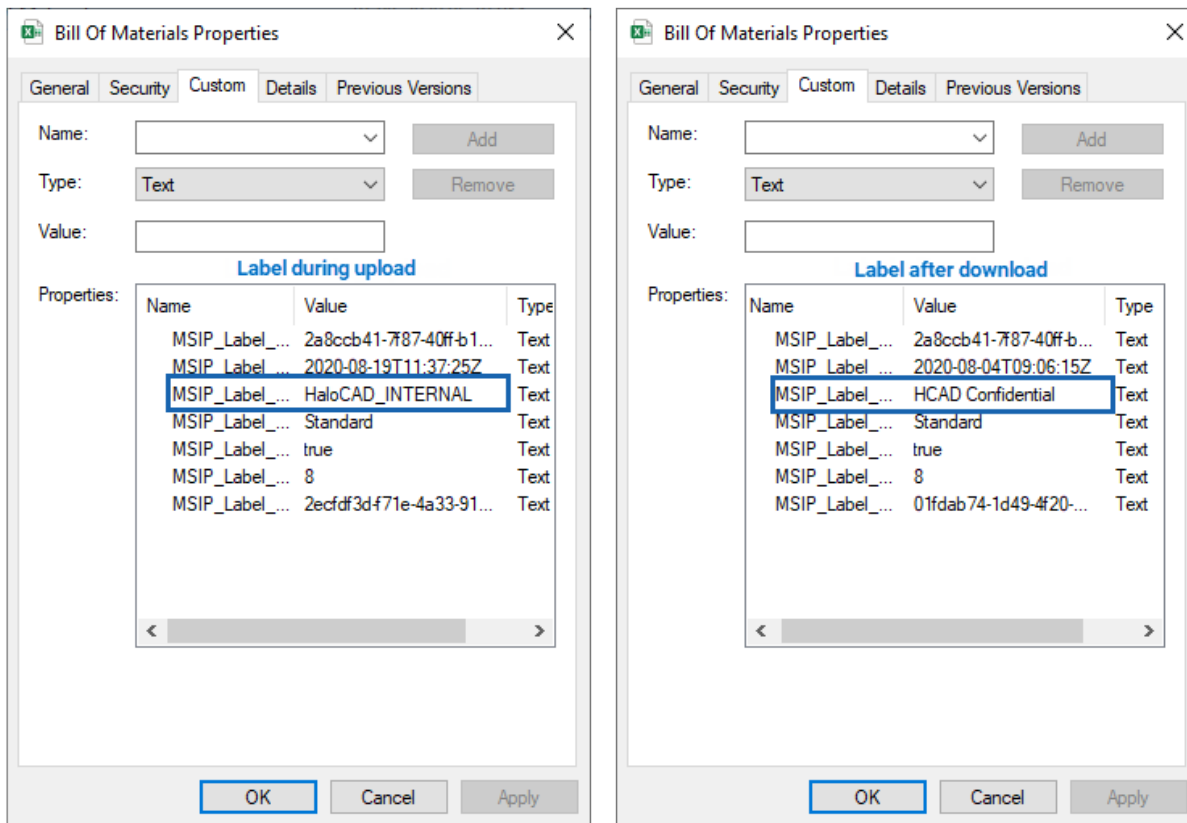 Bill Of Materials Properties
General Security Custom Details Previous Versions
Name:
Add
Type:
Text
Remove
Value:
Label during upload
Properties:
Name Value Type
MSIP_Label_... 2a8ccb41-7f87-40ff-b1... Text
MSIP_Label_... 2020-08-19T11:37:25Z Text
MSIP_Label_... HaloCAD_INTERNAL Text
MSIP_Label_... Standard Text
MSIP_Label_... true Text
MSIP_Label_... 8 Text
MSIP_Label_... 2ecfdf3d-f71e-4a33-91... Text
OK Cancel Apply
Bill Of Materials Properties
General Security Custom Details Previous Versions
Name:
Add
Type:
Text
Remove
Value:
Label after download
Properties:
Name Value Type
MSIP_Label_... 2a8ccb41-7f87-40ff-b... Text
MSIP_Label_... 2020-08-04T09:06:15Z Text
MSIP_Label_... HCAD Confidential Text
MSIP_Label_... Standard Text
MSIP_Label_... true Text
MSIP_Label_... 8 Text
MSIP_Label_... 01fdab74-1d49-4f20-... Text
OK Cancel Apply